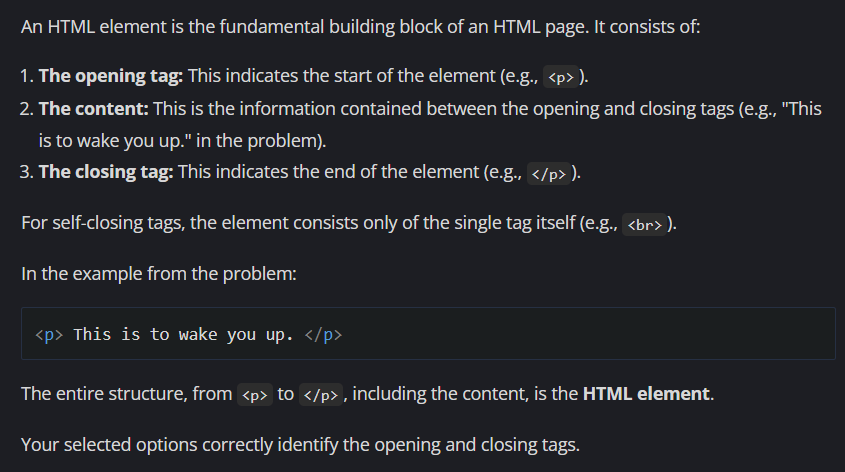 An HTML element is the fundamental building block of an HTML page. It consists of:
1. The opening tag: This indicates the start of the element (e.g., <p> ).
2. The content: This is the information contained between the opening and closing tags (e.g., "This
is to wake you up." in the problem).
3. The closing tag: This indicates the end of the element (e.g., </p> ).
For self-closing tags, the element consists only of the single tag itself (e.g., <br> ).
In the example from the problem:
<p> This is to wake you up. </p>
The entire structure, from <p> to </p> , including the content, is the HTML element.
Your selected options correctly identify the opening and closing tags.